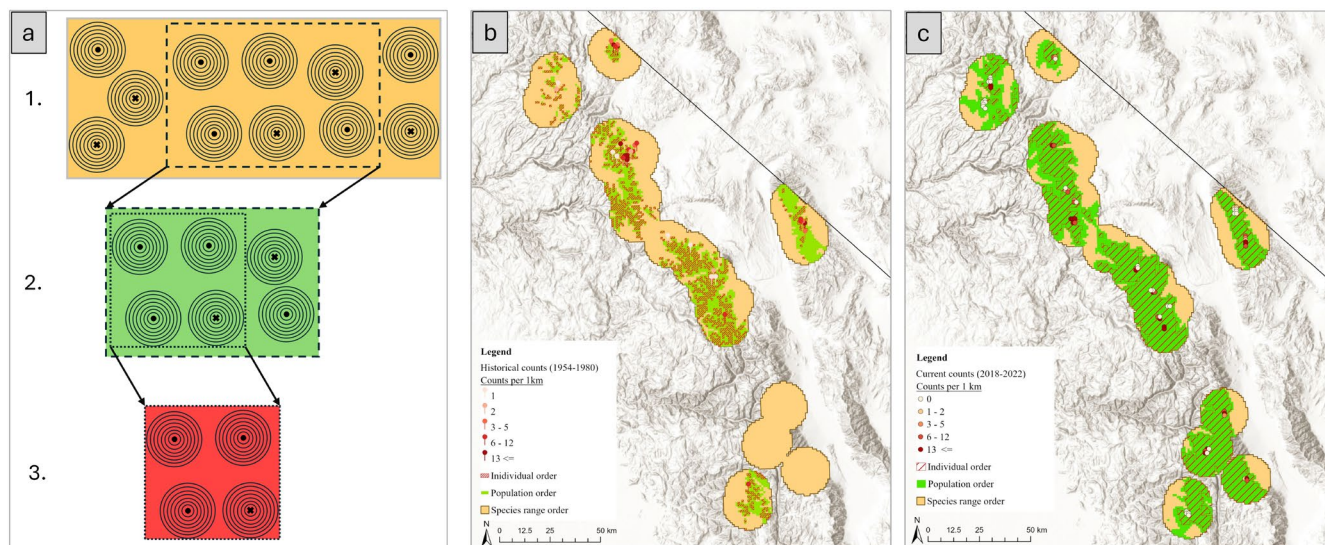 a
1.
2.
3.
b
Legend
Historical counts (1954-1980)
Counts per 1km
1
2
3 - 5
6 - 12
13 <=
Inidividual order
Population order
Species range order
N
0 12.5 25 50 km
c
Legend
Current counts (2018-2022)
Counts per 1 km
0
1 - 2
3 - 5
6 - 12
13 <=
Individual order
Population order
Species range order
N
0 12.5 25 50 km